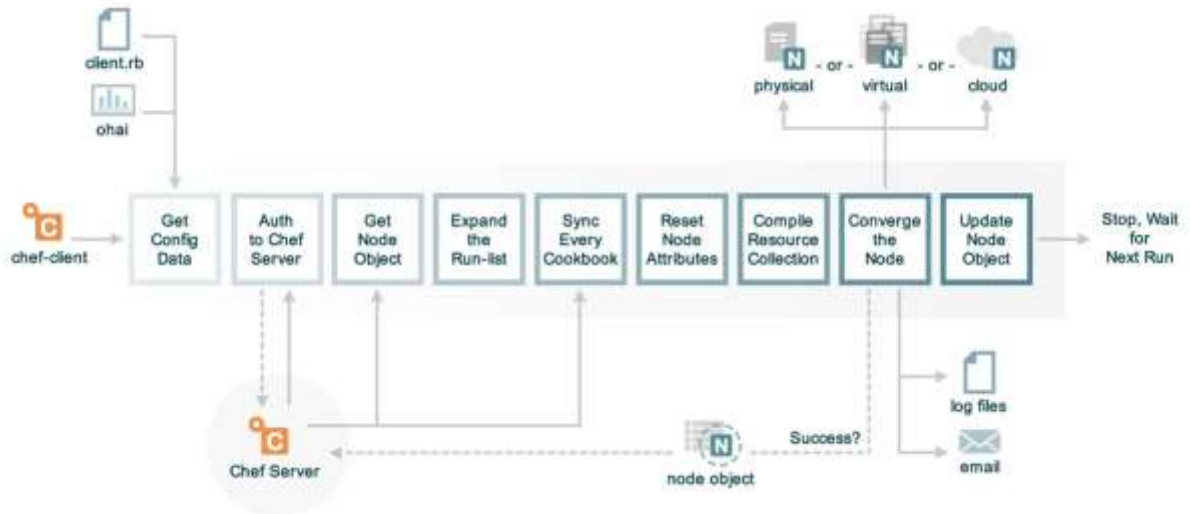 client.rb
ohai
physical
- or -
virtual
- or -
cloud
N
N
N
C
chef-client
Get
Config
Data
Auth
to Chef
Server
Get
Node
Object
Expand
the
Run-list
Sync
Every
Cookbook
Reset
Node
Attributes
Compile
Resource
Collection
Converge
the
Node
Update
Node
Object
Stop, Wait
for
Next Run
C
Chef Server
N
node object
Success?
log files
email